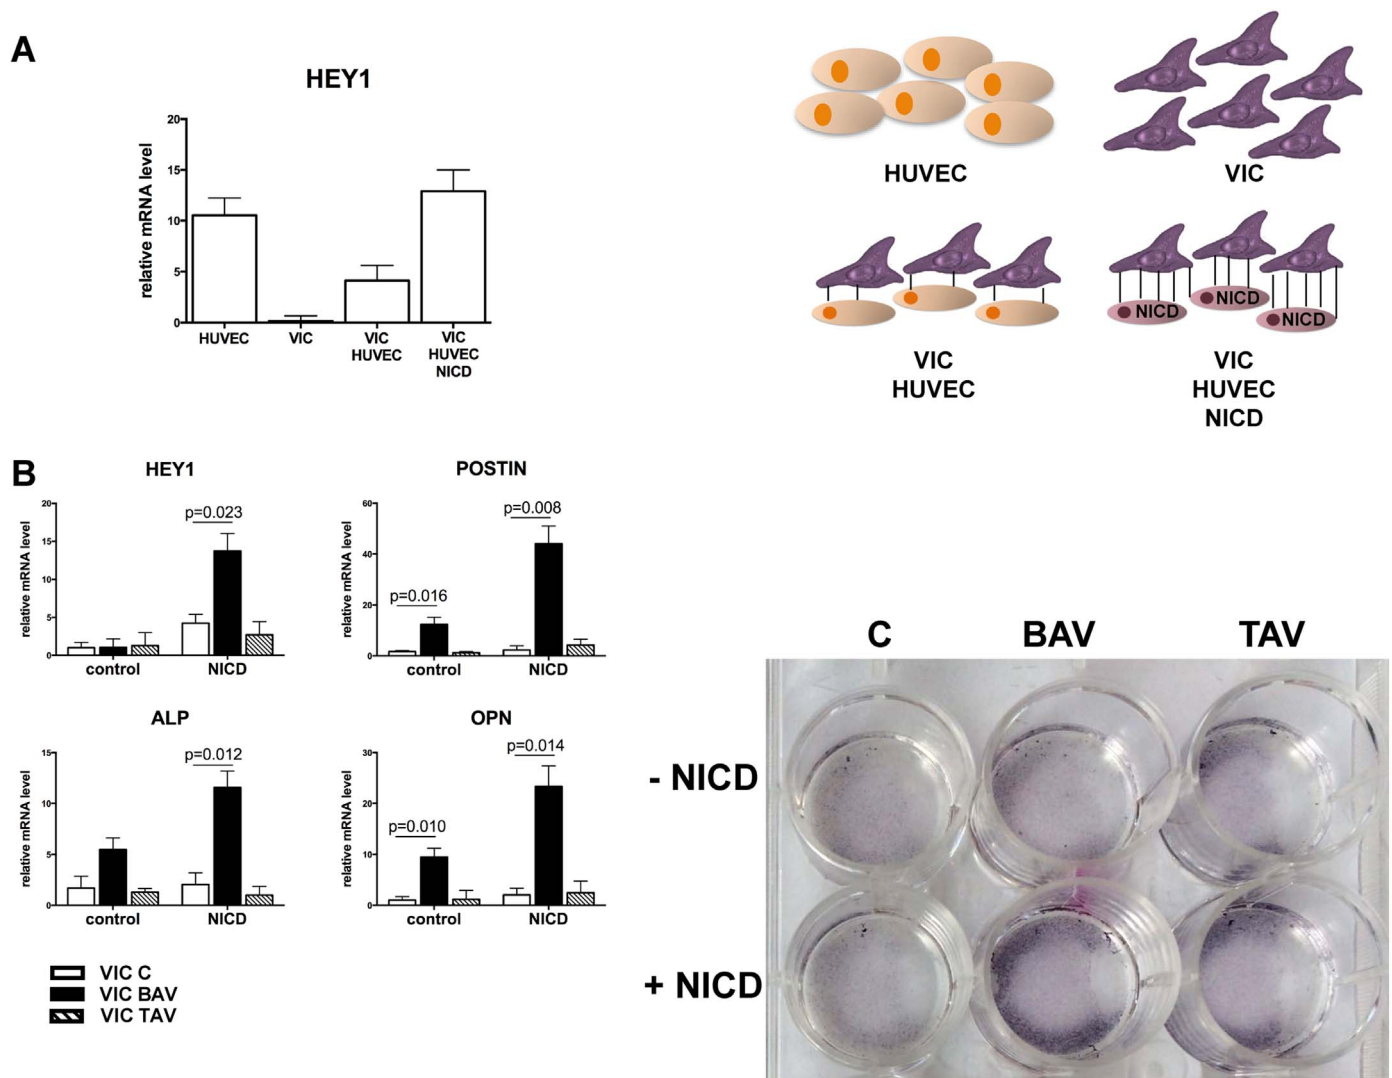 A
HEY1
relative mRNA level
20
15
10
5
0
HUVEC
VIC
VIC
HUVEC
VIC
HUVEC
NICD
HUVEC
VIC
NICD
NICD
NICD
VIC
HUVEC
VIC
HUVEC
NICD
B
HEY1
relative mRNA level
20
15
10
5
0
p=0.023
control
NICD
POSTIN
relative mRNA level
60
40
20
0
p=0.016
p=0.008
control
NICD
ALP
relative mRNA level
15
10
5
0
p=0.012
control
NICD
OPN
relative mRNA level
30
20
10
0
p=0.010
p=0.014
control
NICD
VIC C
VIC BAV
VIC TAV
C BAV TAV
- NICD
+ NICD